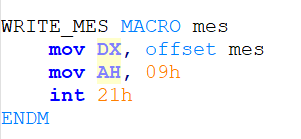 WRITE_MES MACRO mes
mov DX, offset mes
mov AH, 09h
int 21h
ENDM